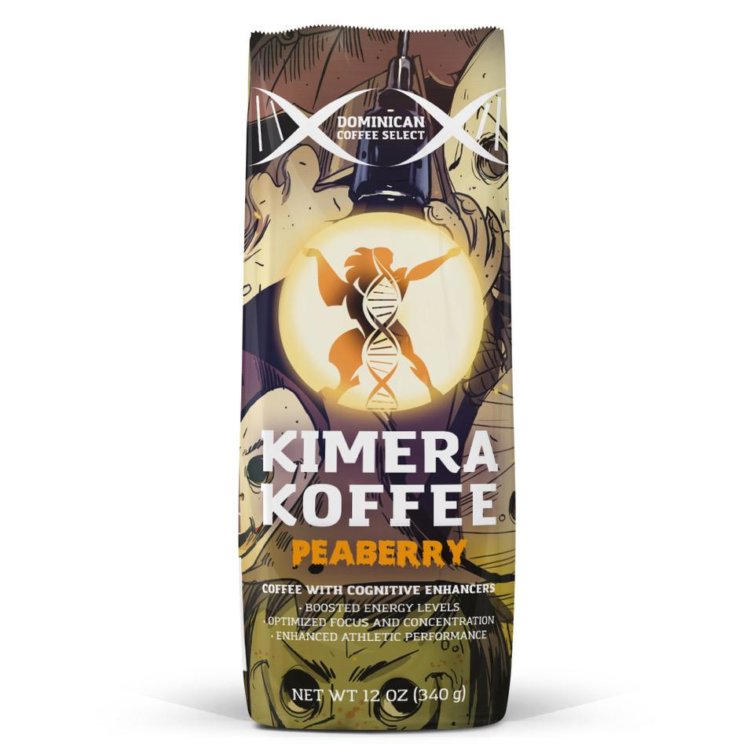 DOMINICAN
COFFEE SELECT
KIMERA
KOFFEE
PEABERRY
COFFEE WITH COGNITIVE ENHANCERS
· BOOSTED ENERGY LEVELS
· OPTIMIZED FOCUS AND CONCENTRATION
· ENHANCED ATHLETIC PERFORMANCE
NET WT 12 OZ (340 g)